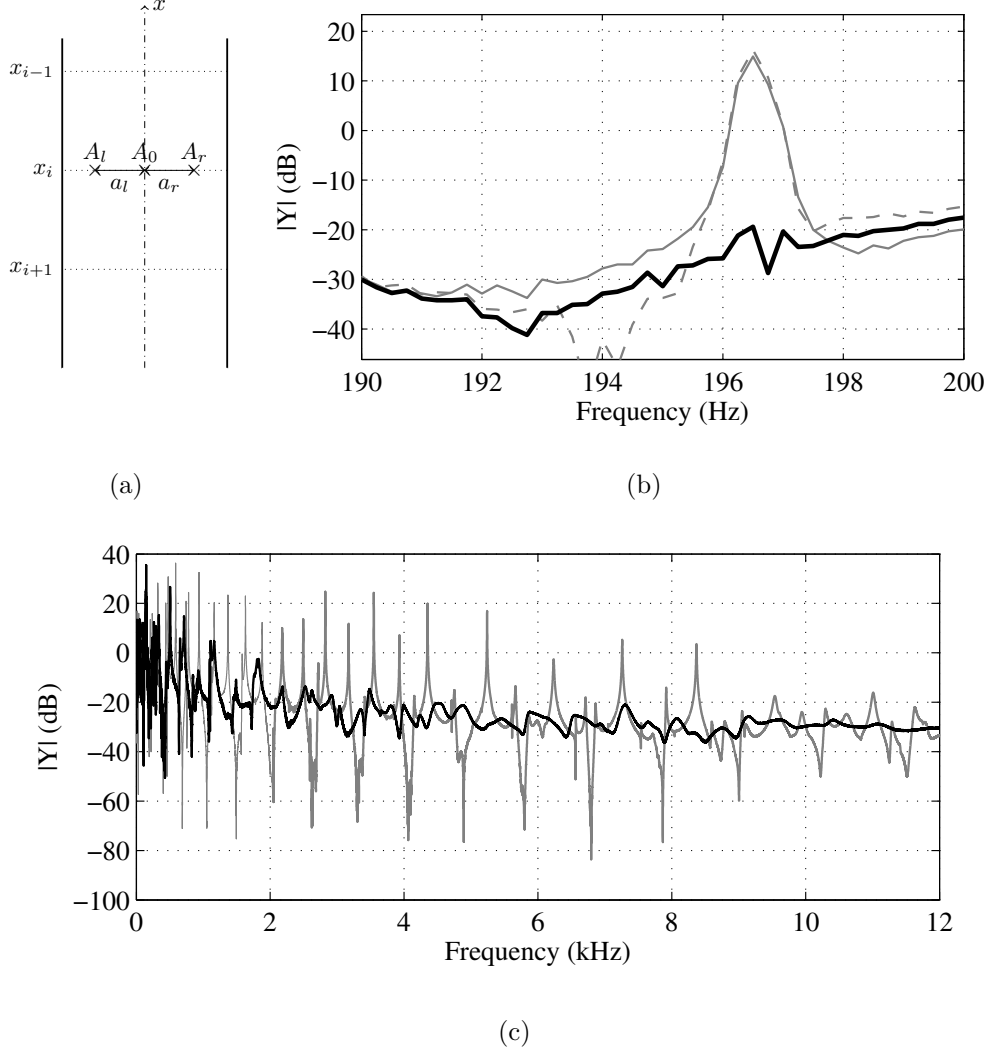 x
x_{i−1}
A_l A_0 A_r
x_i
a_l a_r
x_{i+1}
(a)
20
10
0
−10
−20
−30
−40
|Y| (dB)
190 192 194 196 198 200
Frequency (Hz)
(b)
40
20
0
−20
−40
−60
−80
−100
|Y| (dB)
0 2 4 6 8 10 12
Frequency (kHz)
(c)